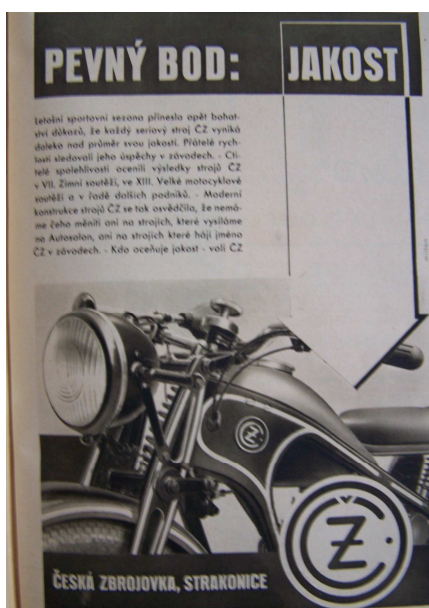 PEVNÝ BOD: JAKOST
Letošní sportovní sezona přinesla opět bohat-
ství důkazů, že každý seriový stroj ČZ vyniká
daleko nad průměr svou jakostí. Přátelé rych-
losti sledovali jeho úspěchy v závodech. - Cti-
telé spolehlivosti ocenili výsledky strojů ČZ
v VII. Zimní soutěži, ve XIII. Velké motocyklové
soutěži a v řadě dalších podniků. - Moderní
konstrukce strojů ČZ se tak osvědčila, že nemá-
me čeho měniti ani na strojích, které vysíláme
na Autosalon, ani na strojích které hájí jméno
ČZ v závodech. - Kdo oceňuje jakost - volí ČZ
ČZ
ČZ
ČESKÁ ZBROJOVKA, STRAKONICE